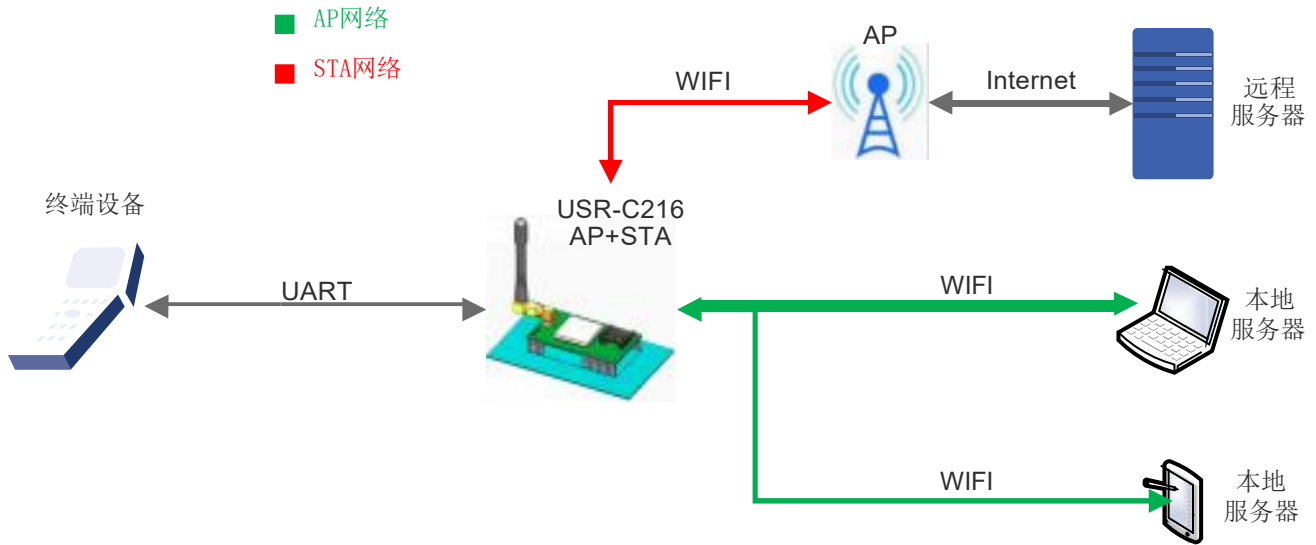 AP网络
STA网络
AP
WIFI
Internet
远程
服务器
终端设备
USR-C216
AP+STA
UART
WIFI
本地
服务器
WIFI
本地
服务器